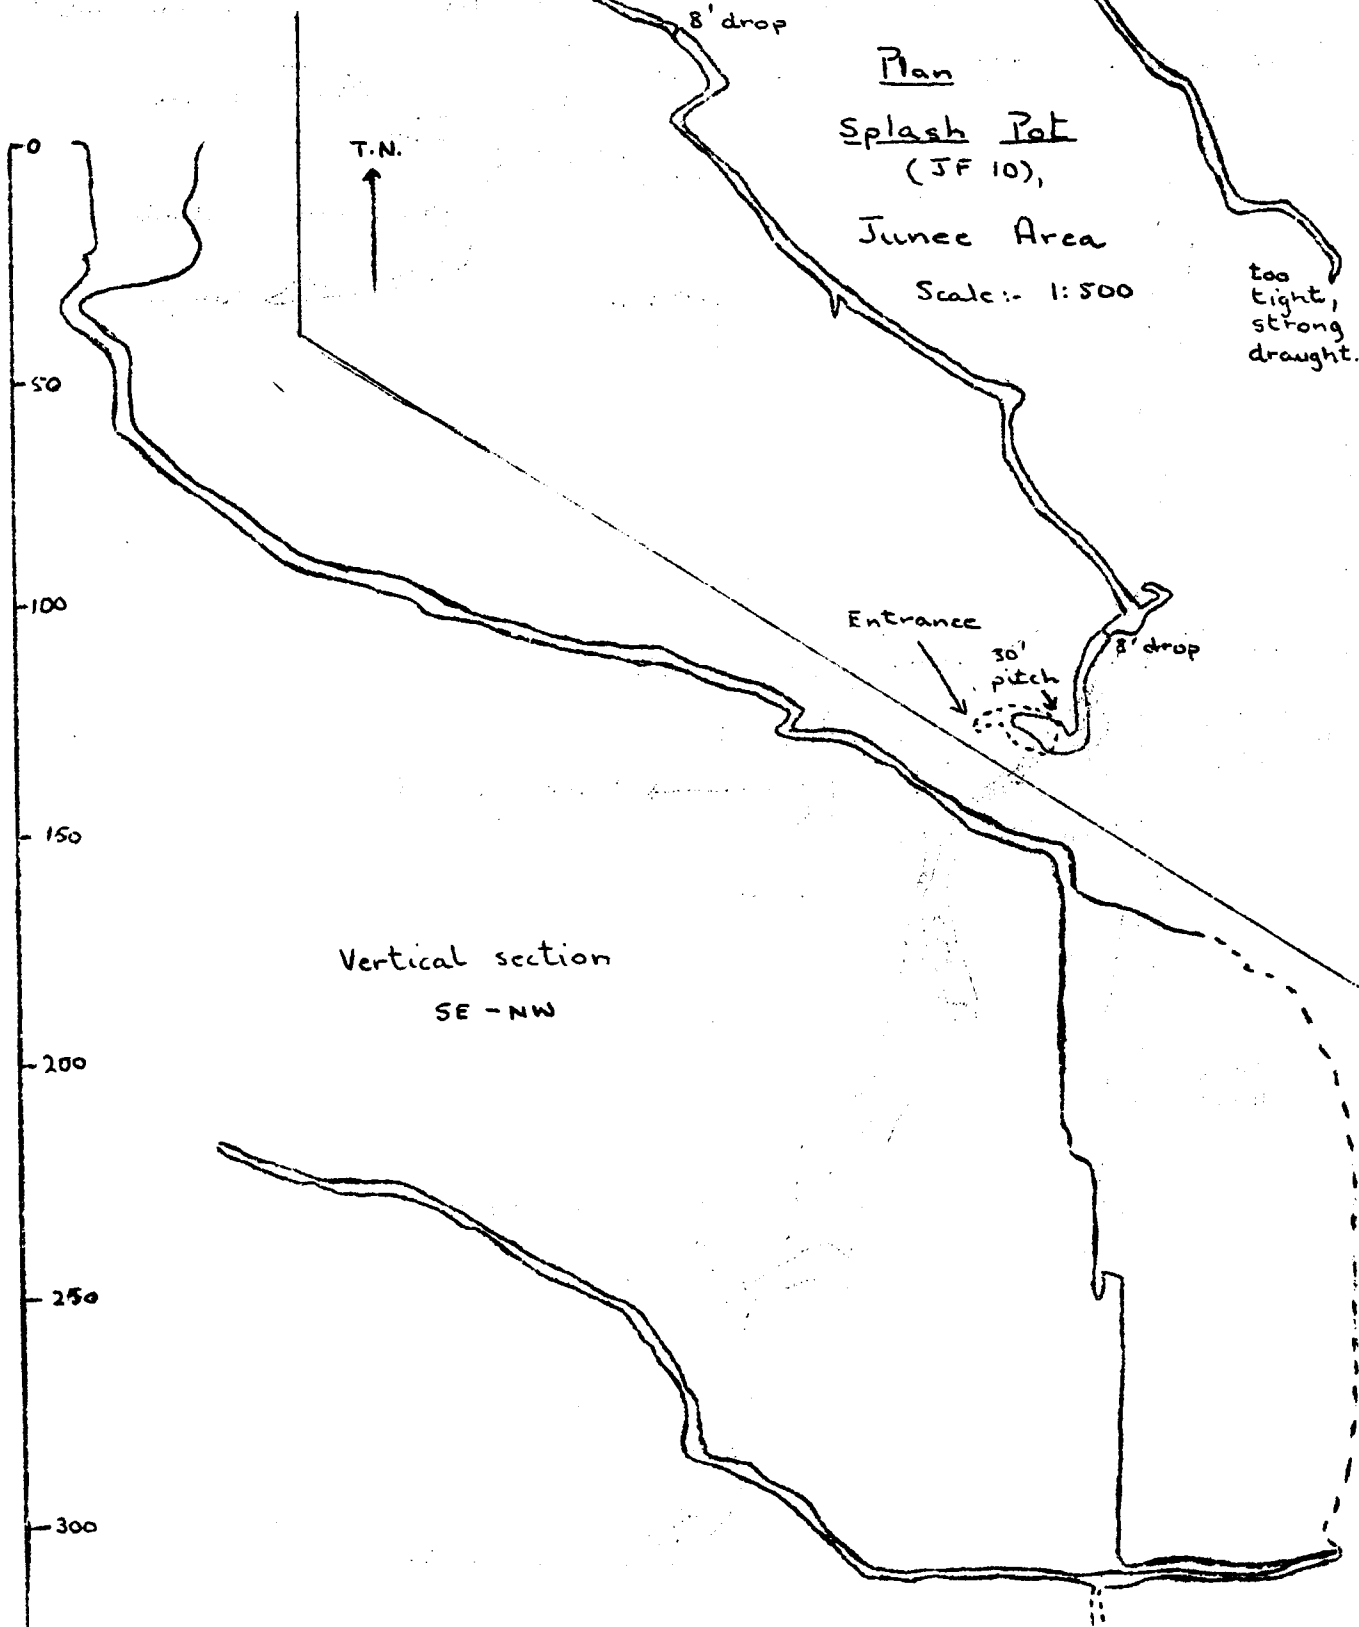 8' drop
Plan
Splash Pot
(JF 10),
Junee Area
Scale:- 1:500
T.N.
too
tight,
strong
draught.
Entrance
30'
pitch
8' drop
Vertical section
SE - NW
0
50
100
150
200
250
300